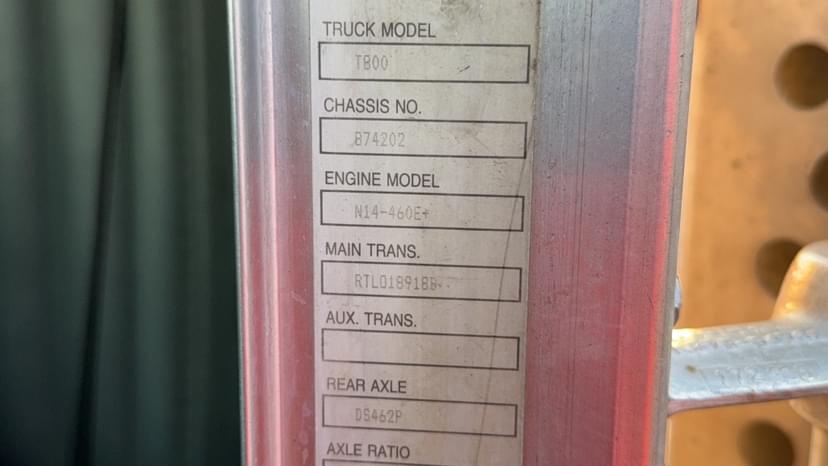 TRUCK MODEL
T800
CHASSIS NO.
874202
ENGINE MODEL
N14-460E+
MAIN TRANS.
RTLO18918B
AUX. TRANS.
REAR AXLE
DS462P
AXLE RATIO